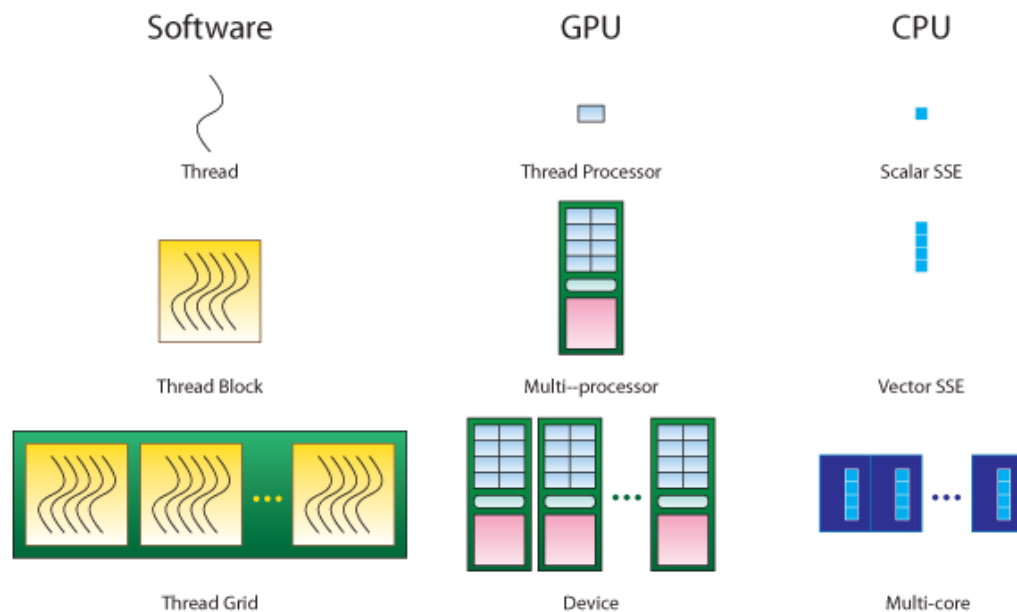 Software GPU CPU
Thread Thread Processor Scalar SSE
Thread Block Multi--processor Vector SSE
Thread Grid Device Multi-core